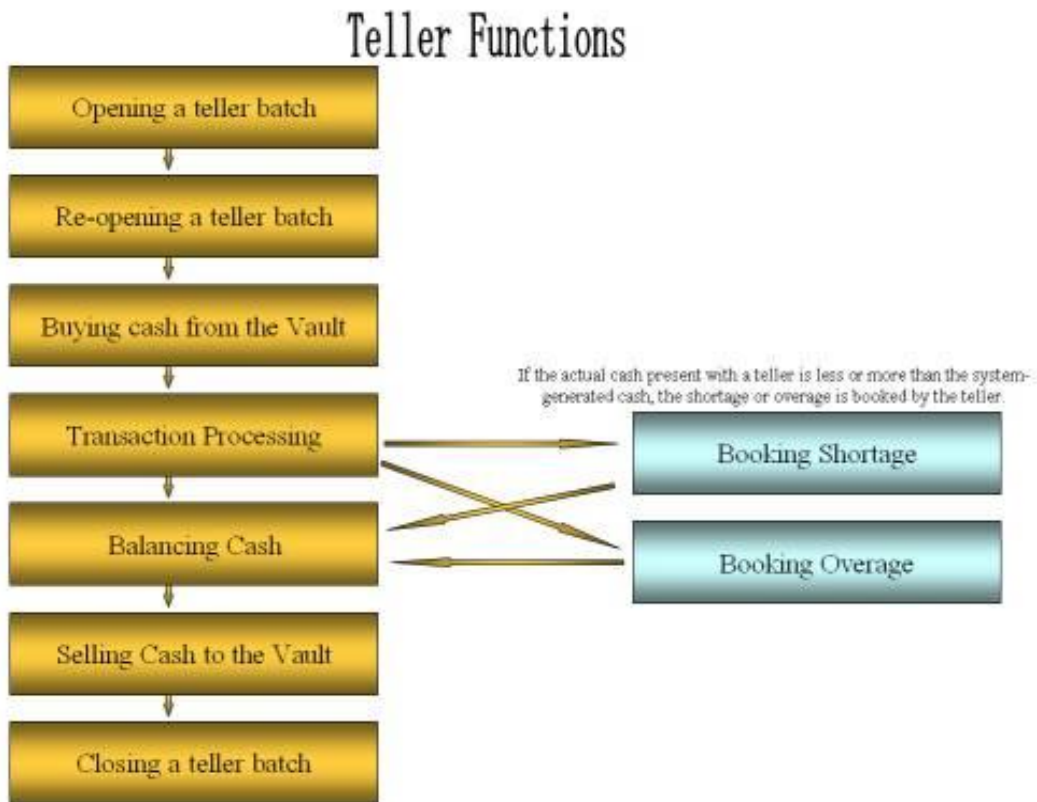 Teller Functions
Opening a teller batch
Re-opening a teller batch
Buying cash from the Vault
Transaction Processing
Balancing Cash
Selling Cash to the Vault
Closing a teller batch
If the actual cash present with a teller is less or more than the system-
generated cash, the shortage or overage is booked by the teller.
Booking Shortage
Booking Overage